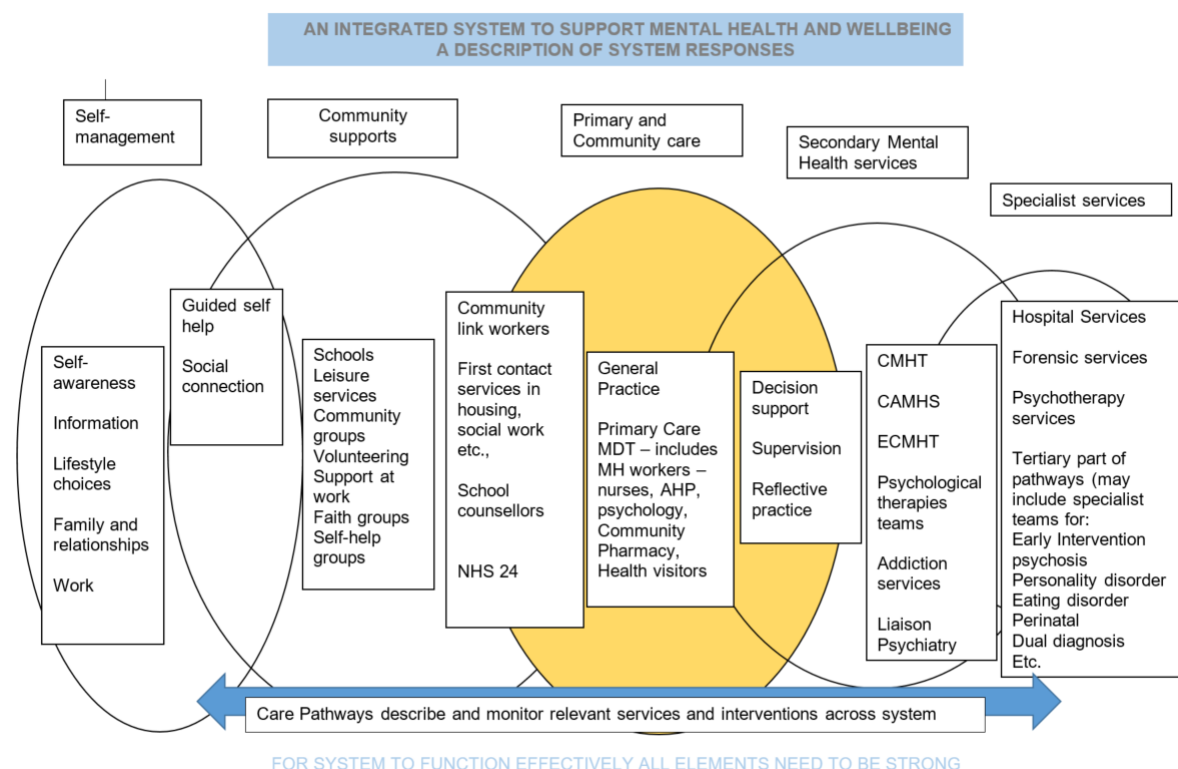 AN INTEGRATED SYSTEM TO SUPPORT MENTAL HEALTH AND WELLBEING
A DESCRIPTION OF SYSTEM RESPONSES
Self-
management
Community
supports
Primary and
Community care
Secondary Mental
Health services
Specialist services
Self-
awareness
Information
Lifestyle
choices
Family and
relationships
Work
Guided self
help
Social
connection
Schools
Leisure
services
Community
groups
Volunteering
Support at
work
Faith groups
Self-help
groups
Community
link workers
First contact
services in
housing,
social work
etc.,
School
counsellors
NHS 24
General
Practice
Primary Care
MDT – includes
MH workers –
nurses, AHP,
psychology,
Community
Pharmacy,
Health visitors
Decision
support
Supervision
Reflective
practice
CMHT
CAMHS
ECMHT
Psychological
therapies
teams
Addiction
services
Liaison
Psychiatry
Hospital Services
Forensic services
Psychotherapy
services
Tertiary part of
pathways (may
include specialist
teams for:
Early Intervention
psychosis
Personality disorder
Eating disorder
Perinatal
Dual diagnosis
Etc.
Care Pathways describe and monitor relevant services and interventions across system
FOR SYSTEM TO FUNCTION EFFECTIVELY ALL ELEMENTS NEED TO BE STRONG